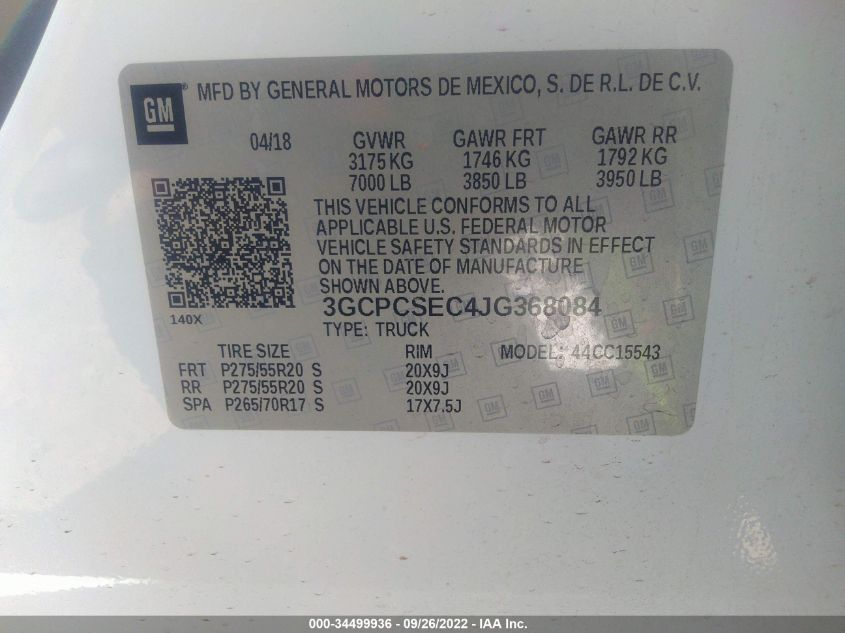 GM ® MFD BY GENERAL MOTORS DE MEXICO, S. DE R.L. DE C.V.
04/18 GVWR GAWR FRT GAWR RR
3175 KG 1746 KG 1792 KG
7000 LB 3850 LB 3950 LB
THIS VEHICLE CONFORMS TO ALL
APPLICABLE U.S. FEDERAL MOTOR
VEHICLE SAFETY STANDARDS IN EFFECT
ON THE DATE OF MANUFACTURE
SHOWN ABOVE.
3GCPCSEC4JG368084
140X
TYPE: TRUCK
TIRE SIZE RIM MODEL: 44CC15543
FRT P275/55R20 S 20X9J
RR P275/55R20 S 20X9J
SPA P265/70R17 S 17X7.5J
000-34499936 - 09/26/2022 - IAA Inc.